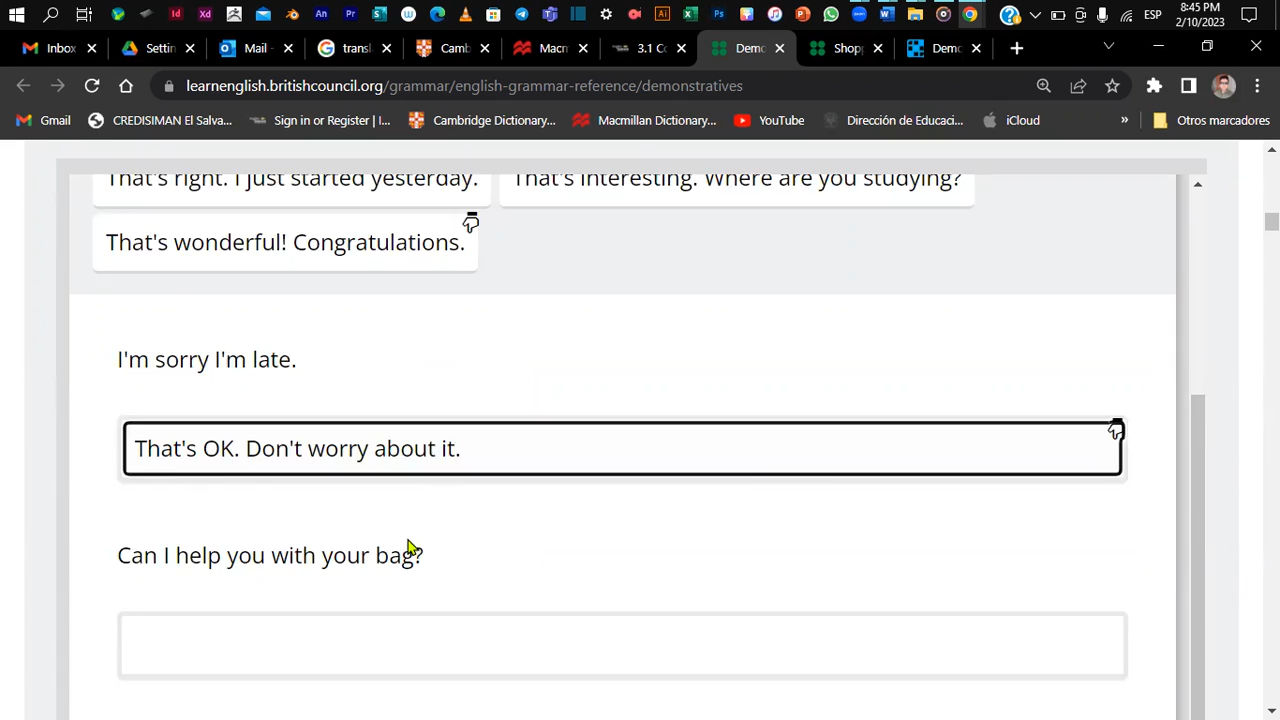 ESP
8:45 PM
2/10/2023
Inbox
Settin
Mail -
transl
Camb
Macm
3.1 Co
Demo
Shopp
Demo
learnenglish.britishcouncil.org/grammar/english-grammar-reference/demonstratives
Gmail
CREDISIMAN El Salva...
Sign in or Register | I...
Cambridge Dictionary...
Macmillan Dictionary...
YouTube
Dirección de Educaci...
iCloud
»
Otros marcadores
That's right. I just started yesterday.
That's interesting. Where are you studying?
That's wonderful! Congratulations.
I'm sorry I'm late.
That's OK. Don't worry about it.
Can I help you with your bag?